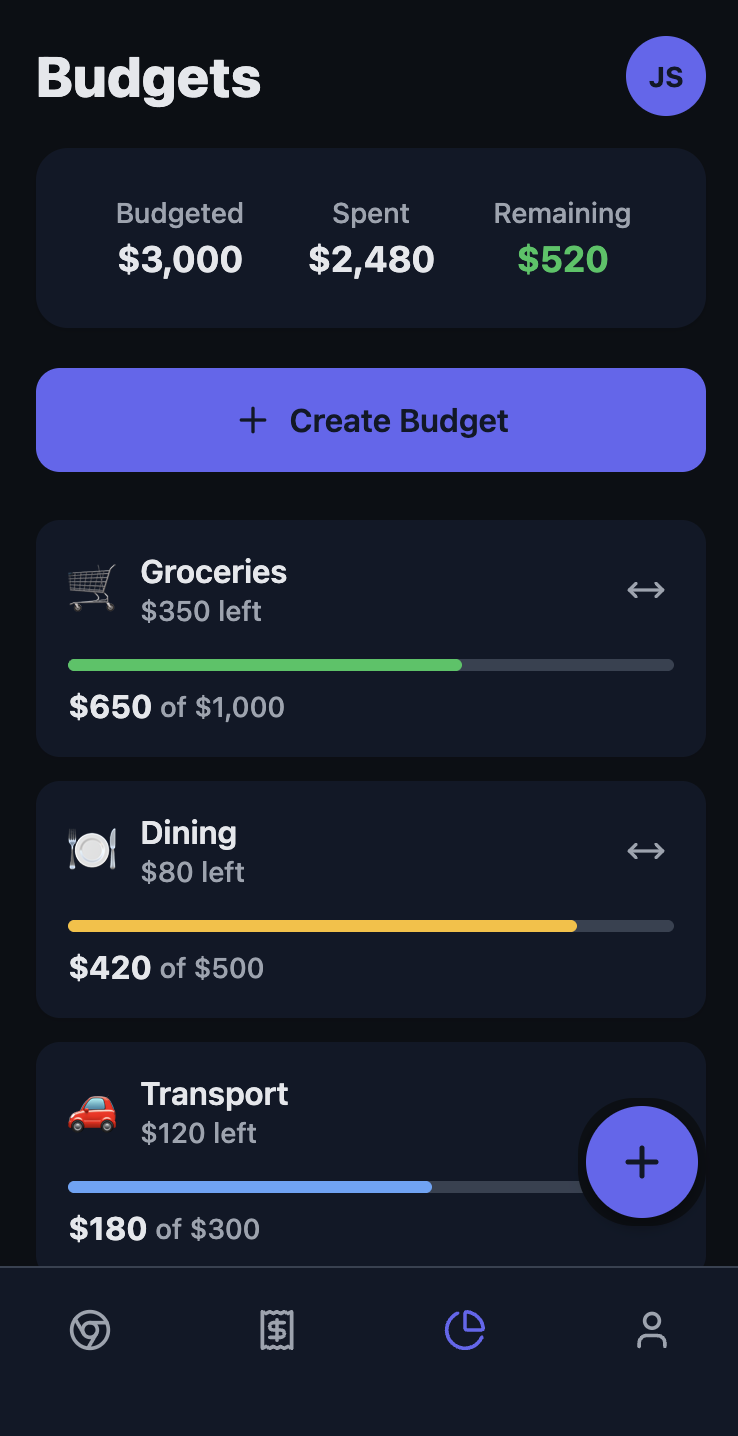 Budgets
JS
Budgeted Spent Remaining
$3,000 $2,480 $520
+ Create Budget
Groceries
$350 left
$650 of $1,000
Dining
$80 left
$420 of $500
Transport
$120 left
$180 of $300